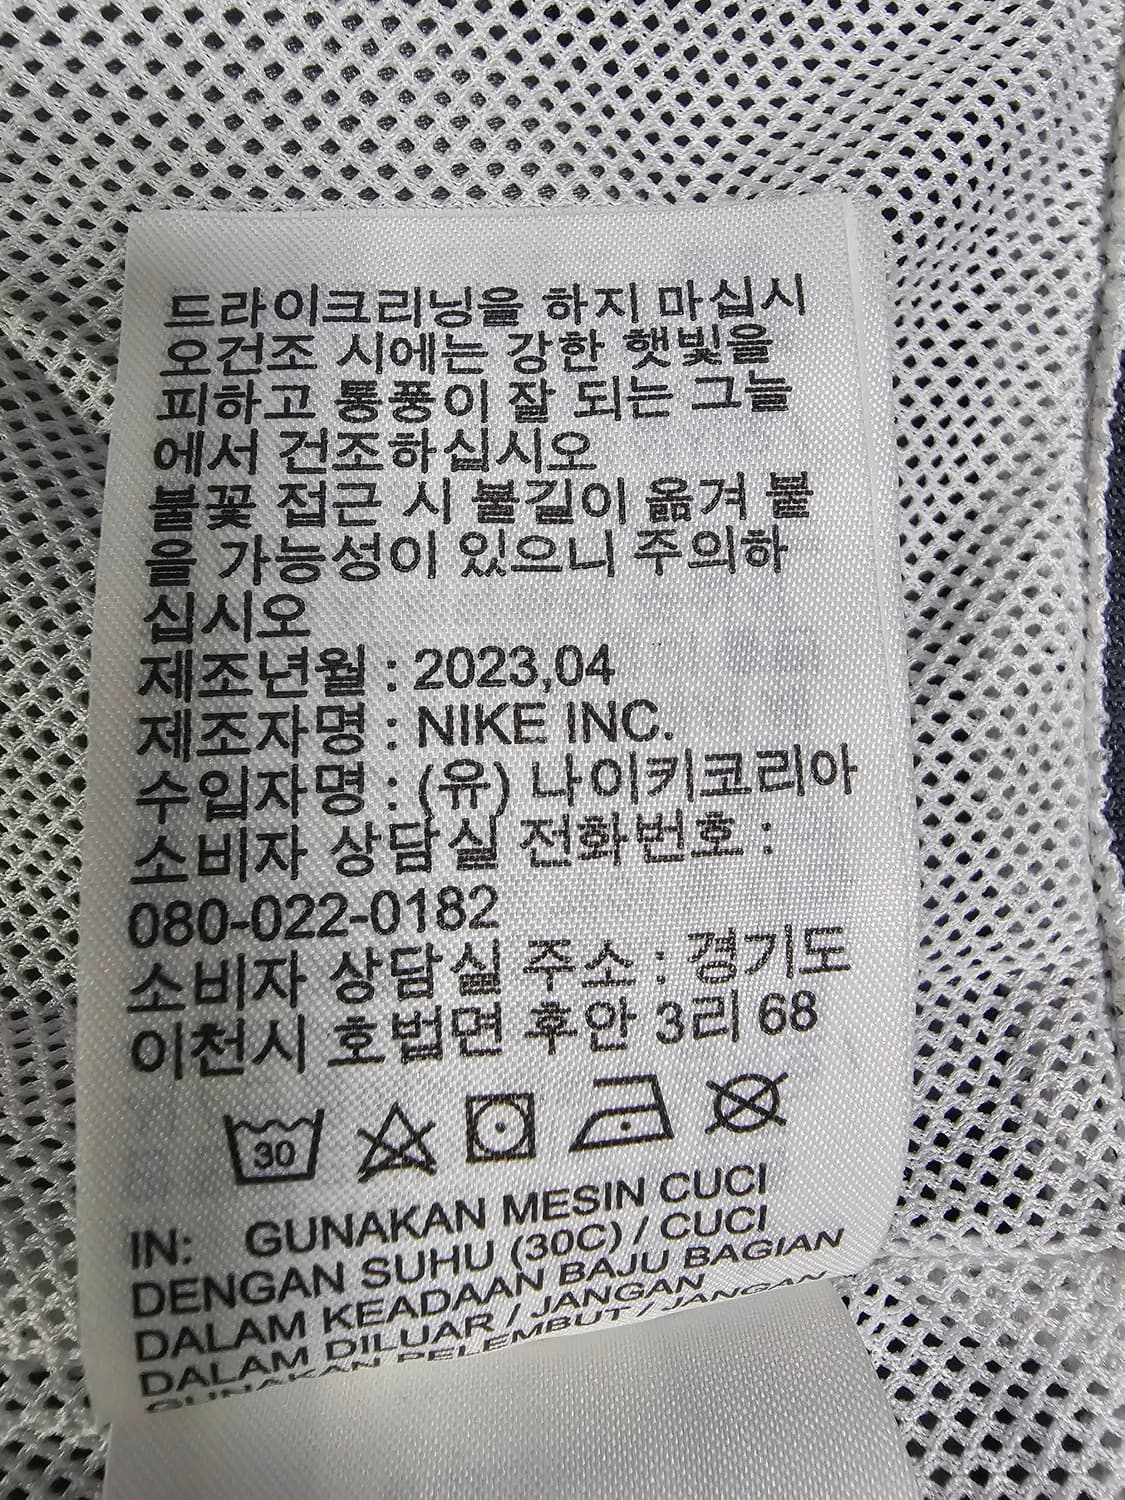 드라이크리닝을 하지 마십시
오건조 시에는 강한 햇빛을
피하고 통풍이 잘 되는 그늘
에서 건조하십시오
불꽃 접근 시 불길이 옮겨 붙
을 가능성이 있으니 주의하
십시오
제조년월 : 2023,04
제조자명 : NIKE INC.
수입자명 : (유) 나이키코리아
소비자 상담실 전화번호 :
080-022-0182
소비자 상담실 주소 : 경기도
이천시 호법면 후안 3리 68
30
IN: GUNAKAN MESIN CUCI
DENGAN SUHU (30C) / CUCI
DALAM KEADAAN BAJU BAGIAN
DALAM DILUAR / JANGAN
GUNAKAN PELEMBUT / JANGAN